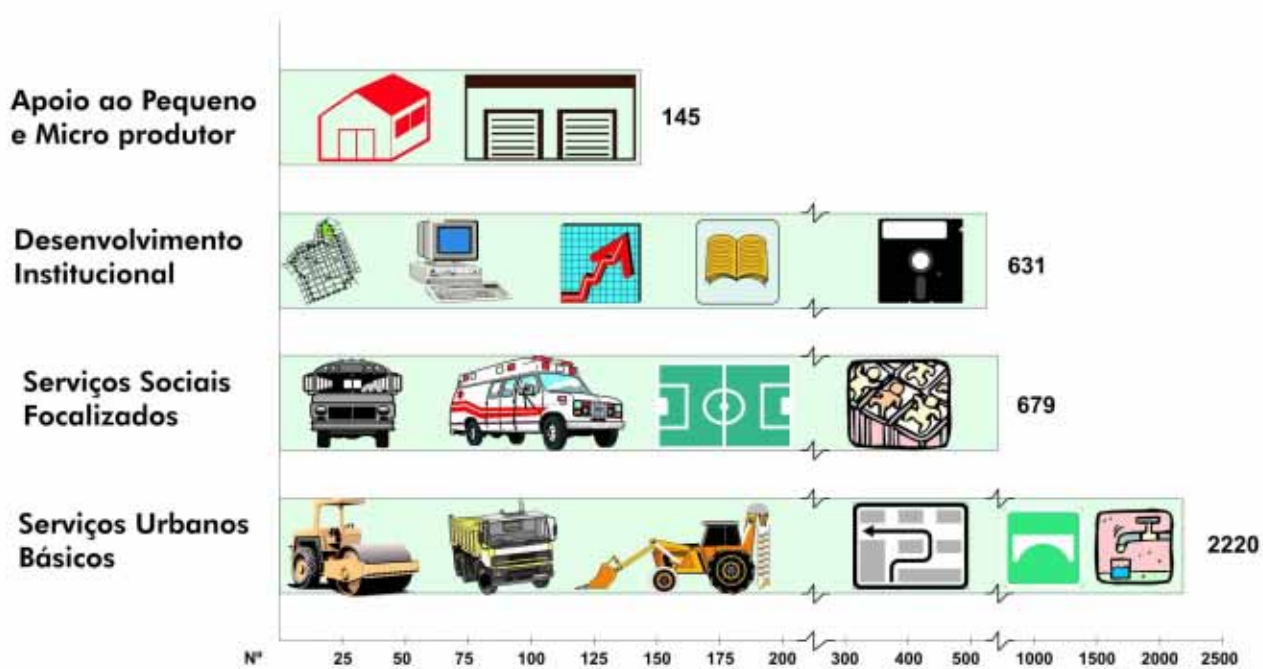 Apoio ao Pequeno
e Micro produtor
145
Desenvolvimento
Institucional
631
Serviços Sociais
Focalizados
679
Serviços Urbanos
Básicos
2220
Nº 25 50 75 100 125 150 175 200 300 400 500 1000 2000 2500